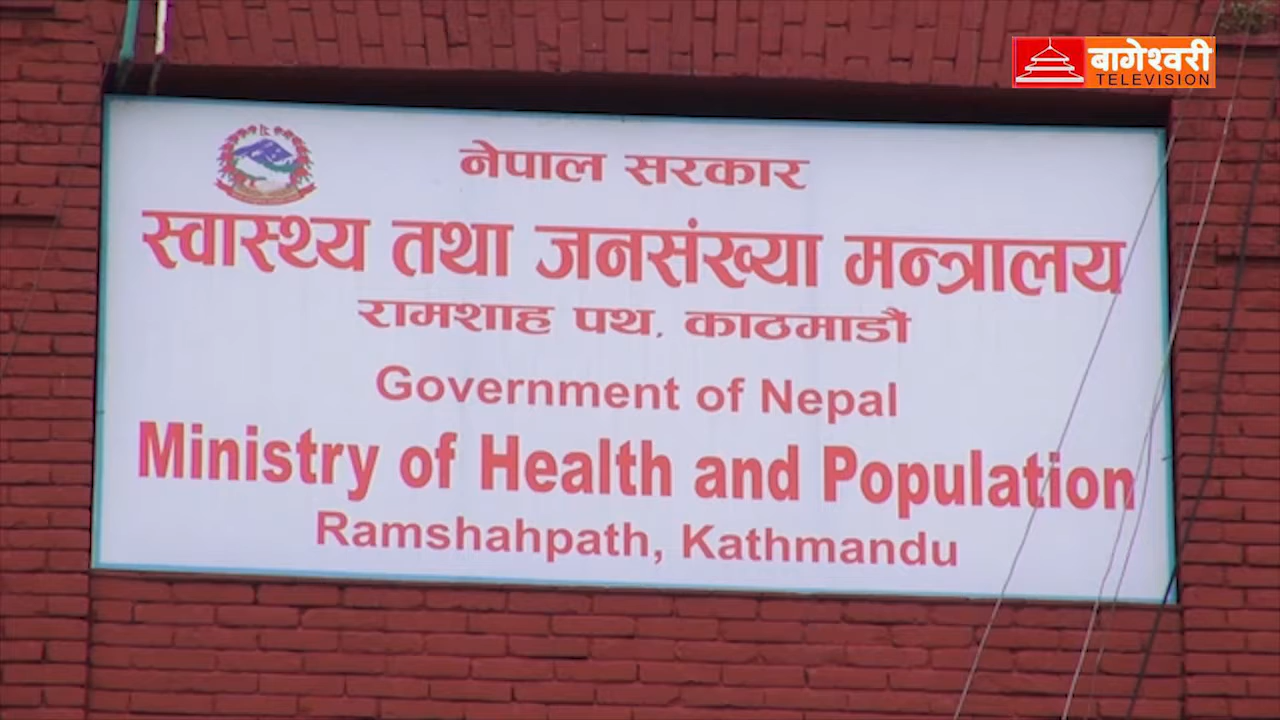 बागेश्वरी
TELEVISION
नेपाल सरकार
स्वास्थ्य तथा जनसंख्या मन्त्रालय
रामशाह पथ, काठमाडौं
Government of Nepal
Ministry of Health and Population
Ramshahpath, Kathmandu